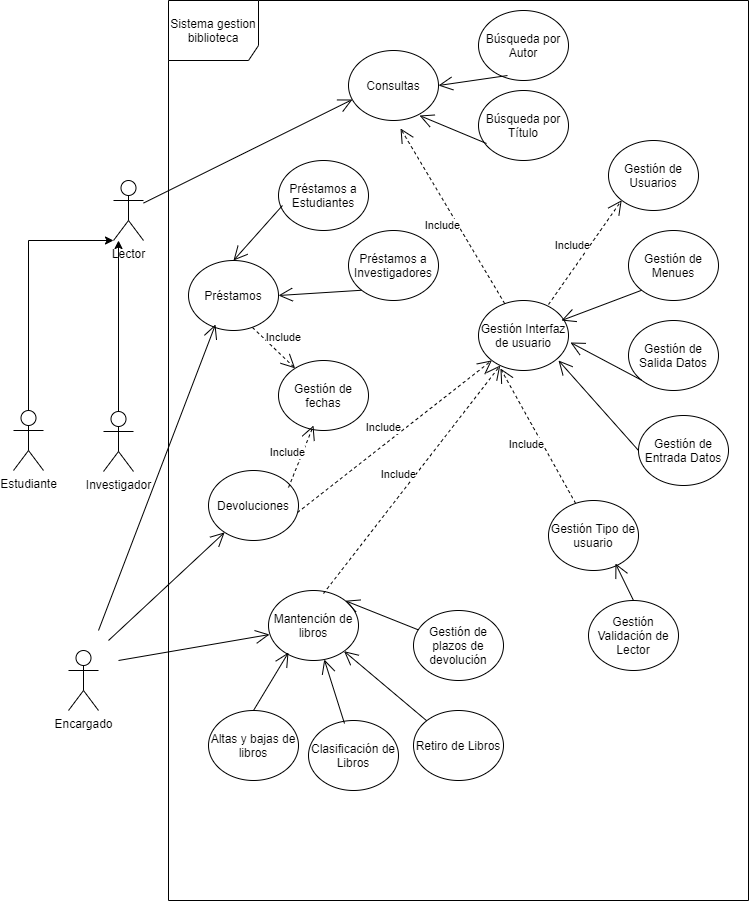 Sistema gestion
biblioteca
Búsqueda por
Autor
Consultas
Búsqueda por
Título
Gestión de
Usuarios
Préstamos a
Estudiantes
Include
Include
Lector
Préstamos a
Investigadores
Gestión de
Menues
Préstamos
Include
Gestión Interfaz
de usuario
Gestión de
Salida Datos
Gestión de
fechas
Include
Include
Include
Gestión de
Entrada Datos
Include
Estudiante
Investigador
Devoluciones
Gestión Tipo de
usuario
Mantención de
libros
Gestión de
plazos de
devolución
Gestión
Validación de
Lector
Encargado
Altas y bajas de
libros
Clasificación de
Libros
Retiro de Libros